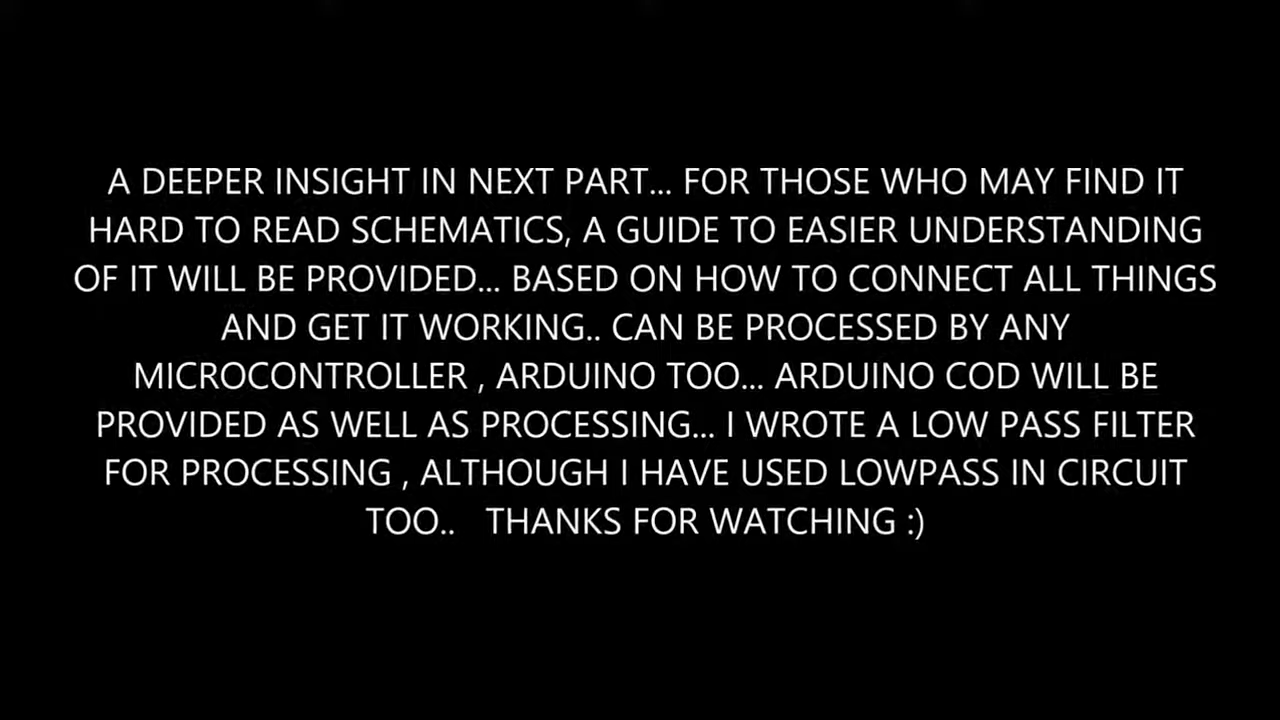 A DEEPER INSIGHT IN NEXT PART... FOR THOSE WHO MAY FIND IT
HARD TO READ SCHEMATICS, A GUIDE TO EASIER UNDERSTANDING
OF IT WILL BE PROVIDED... BASED ON HOW TO CONNECT ALL THINGS
AND GET IT WORKING.. CAN BE PROCESSED BY ANY
MICROCONTROLLER , ARDUINO TOO... ARDUINO COD WILL BE
PROVIDED AS WELL AS PROCESSING... I WROTE A LOW PASS FILTER
FOR PROCESSING , ALTHOUGH I HAVE USED LOWPASS IN CIRCUIT
TOO..   THANKS FOR WATCHING :)